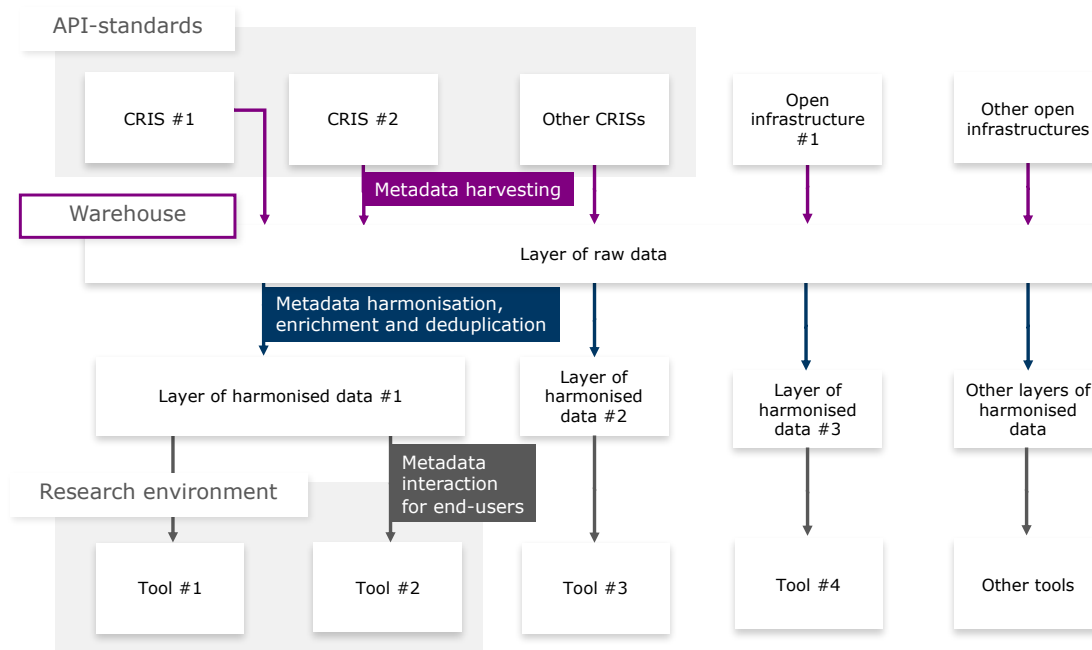 API-standards
CRIS #1
CRIS #2
Other CRISs
Open
infrastructure
#1
Other open
infrastructures
Metadata harvesting
Warehouse
Layer of raw data
Metadata harmonisation,
enrichment and deduplication
Layer of harmonised data #1
Layer of
harmonised
data #2
Layer of
harmonised
data #3
Other layers of
harmonised
data
Metadata
interaction
for end-users
Research environment
Tool #1
Tool #2
Tool #3
Tool #4
Other tools